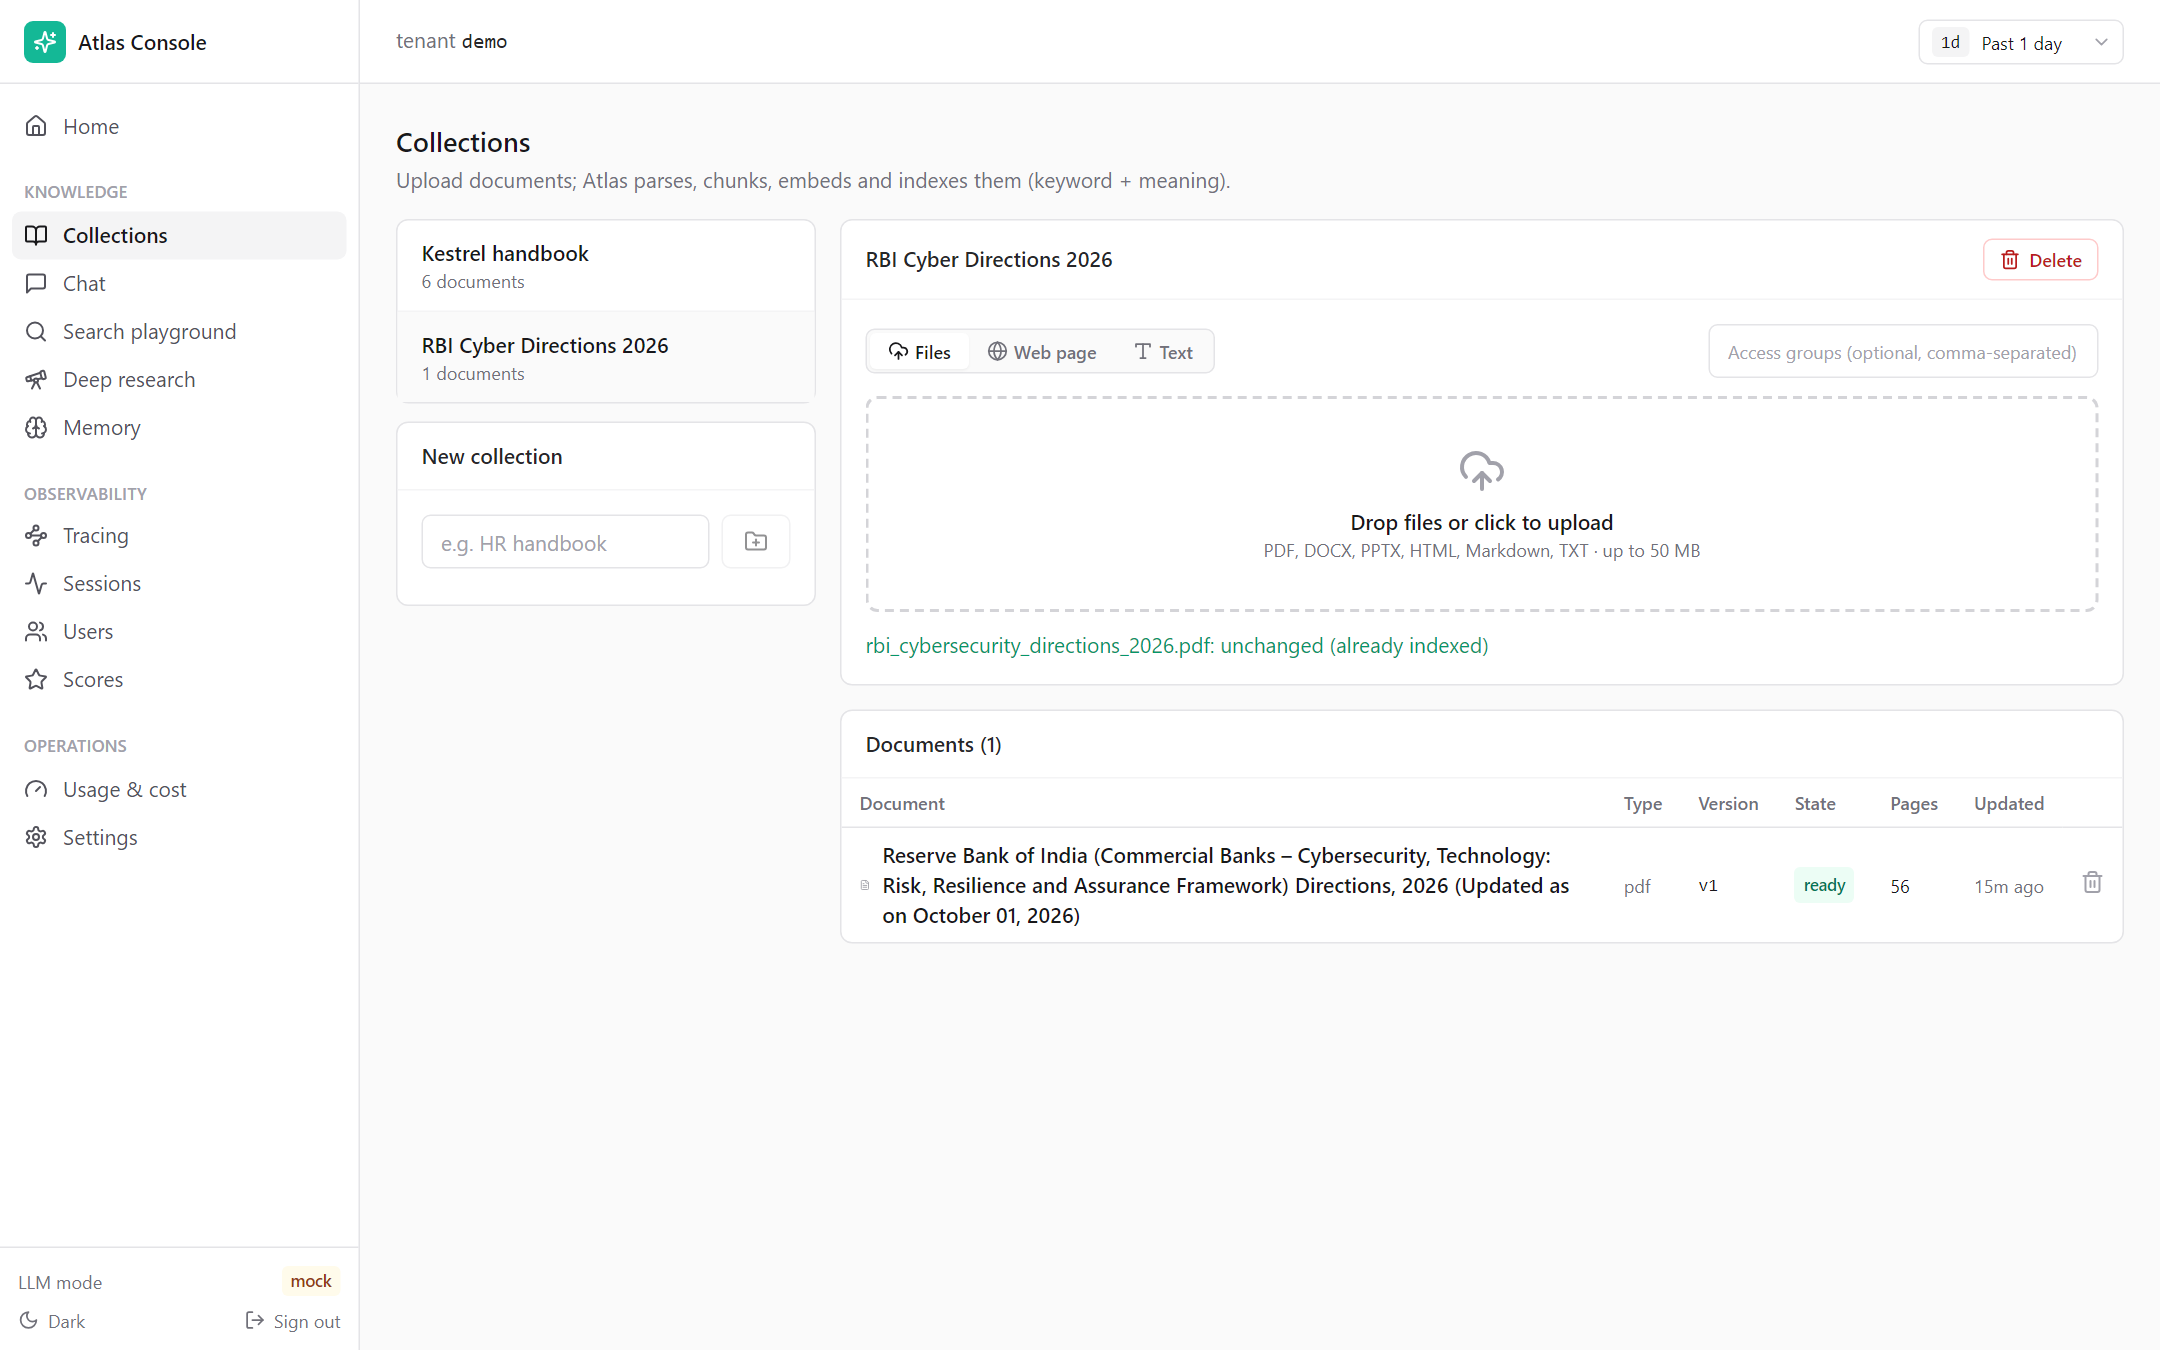 Atlas Console
tenant demo
1d Past 1 day
Home
KNOWLEDGE
Collections
Chat
Search playground
Deep research
Memory
OBSERVABILITY
Tracing
Sessions
Users
Scores
OPERATIONS
Usage & cost
Settings
LLM mode mock
Dark Sign out
Collections
Upload documents; Atlas parses, chunks, embeds and indexes them (keyword + meaning).
Kestrel handbook
6 documents
RBI Cyber Directions 2026
1 documents
New collection
e.g. HR handbook
RBI Cyber Directions 2026
Delete
Files Web page Text
Access groups (optional, comma-separated)
Drop files or click to upload
PDF, DOCX, PPTX, HTML, Markdown, TXT · up to 50 MB
rbi_cybersecurity_directions_2026.pdf: unchanged (already indexed)
Documents (1)
Document Type Version State Pages Updated
Reserve Bank of India (Commercial Banks – Cybersecurity, Technology:
Risk, Resilience and Assurance Framework) Directions, 2026 (Updated as
on October 01, 2026)
pdf v1 ready 56 15m ago